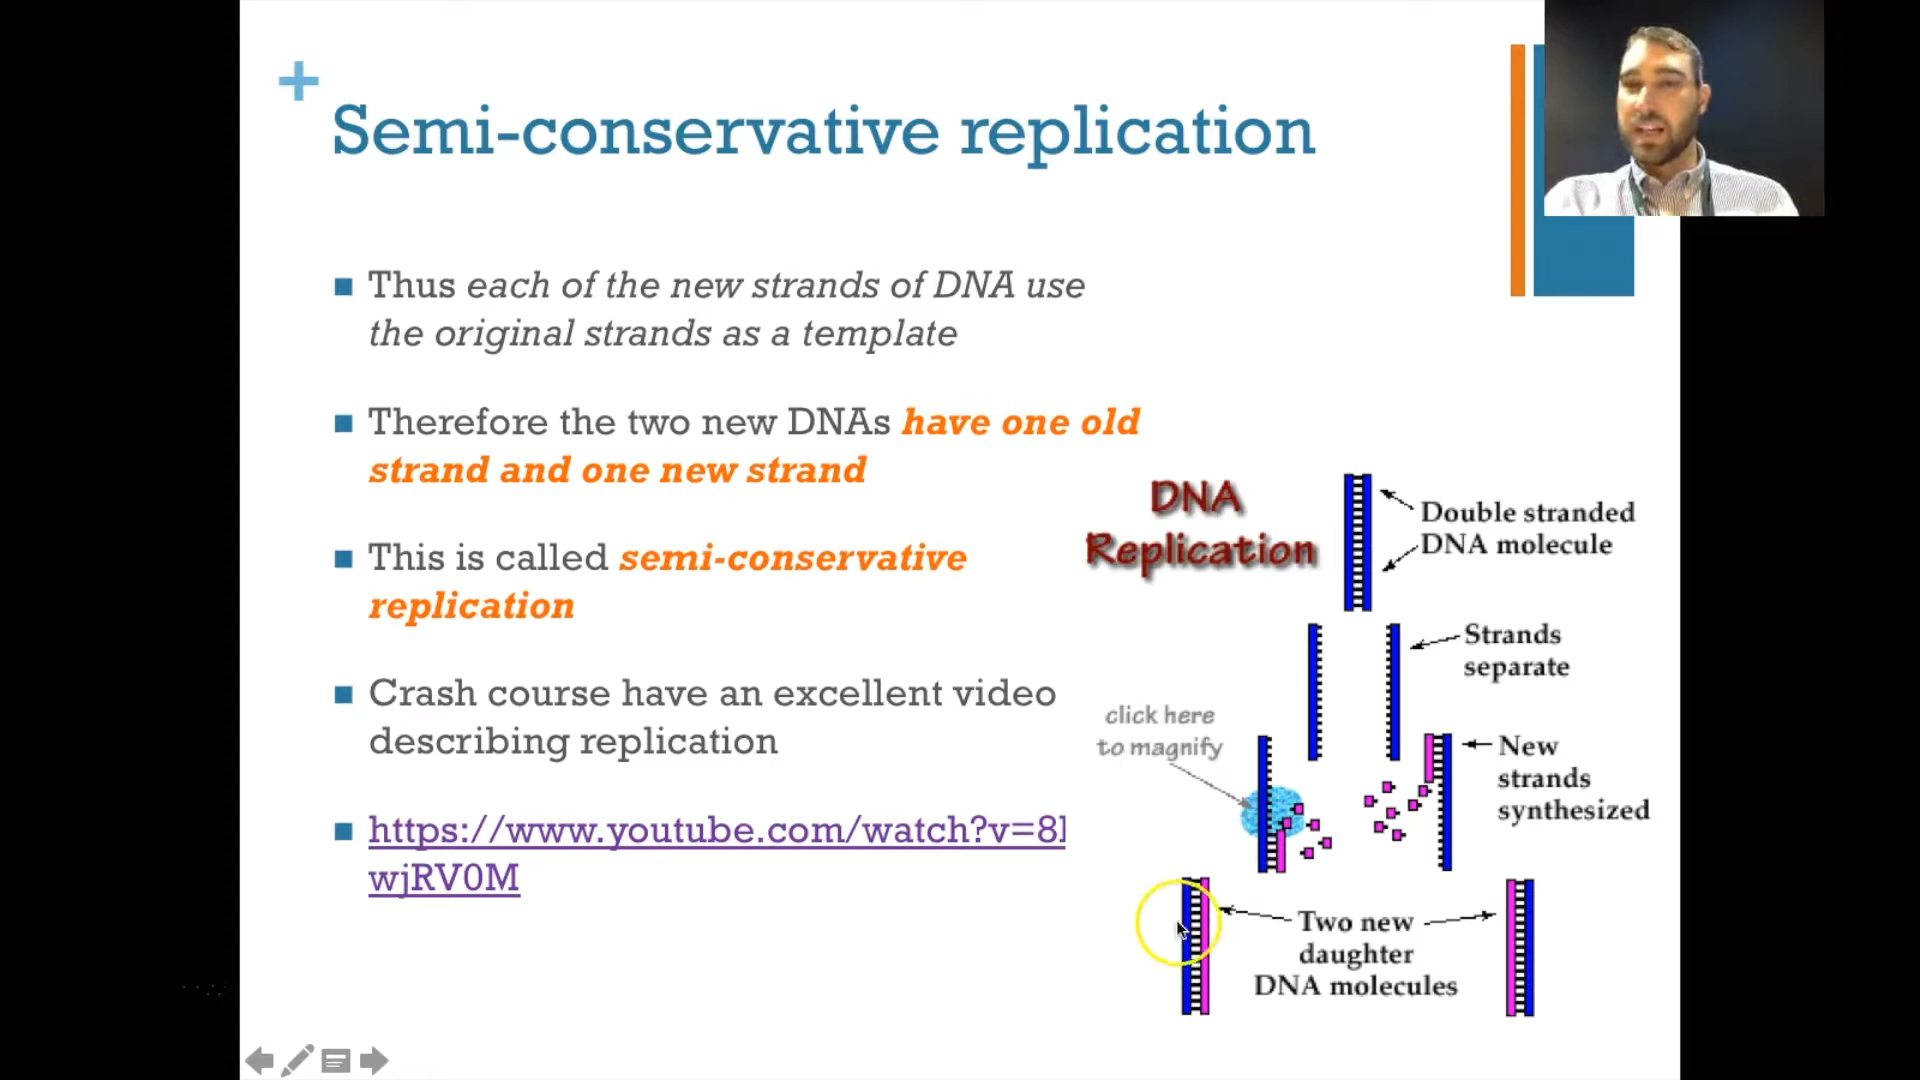 +
Semi-conservative replication
Thus each of the new strands of DNA use
the original strands as a template
Therefore the two new DNAs have one old
strand and one new strand
This is called semi-conservative
replication
Crash course have an excellent video
describing replication
https://www.youtube.com/watch?v=8
wjRV0M
DNA
Replication
Double stranded
DNA molecule
Strands
separate
click here
to magnify
New
strands
synthesized
Two new
daughter
DNA molecules